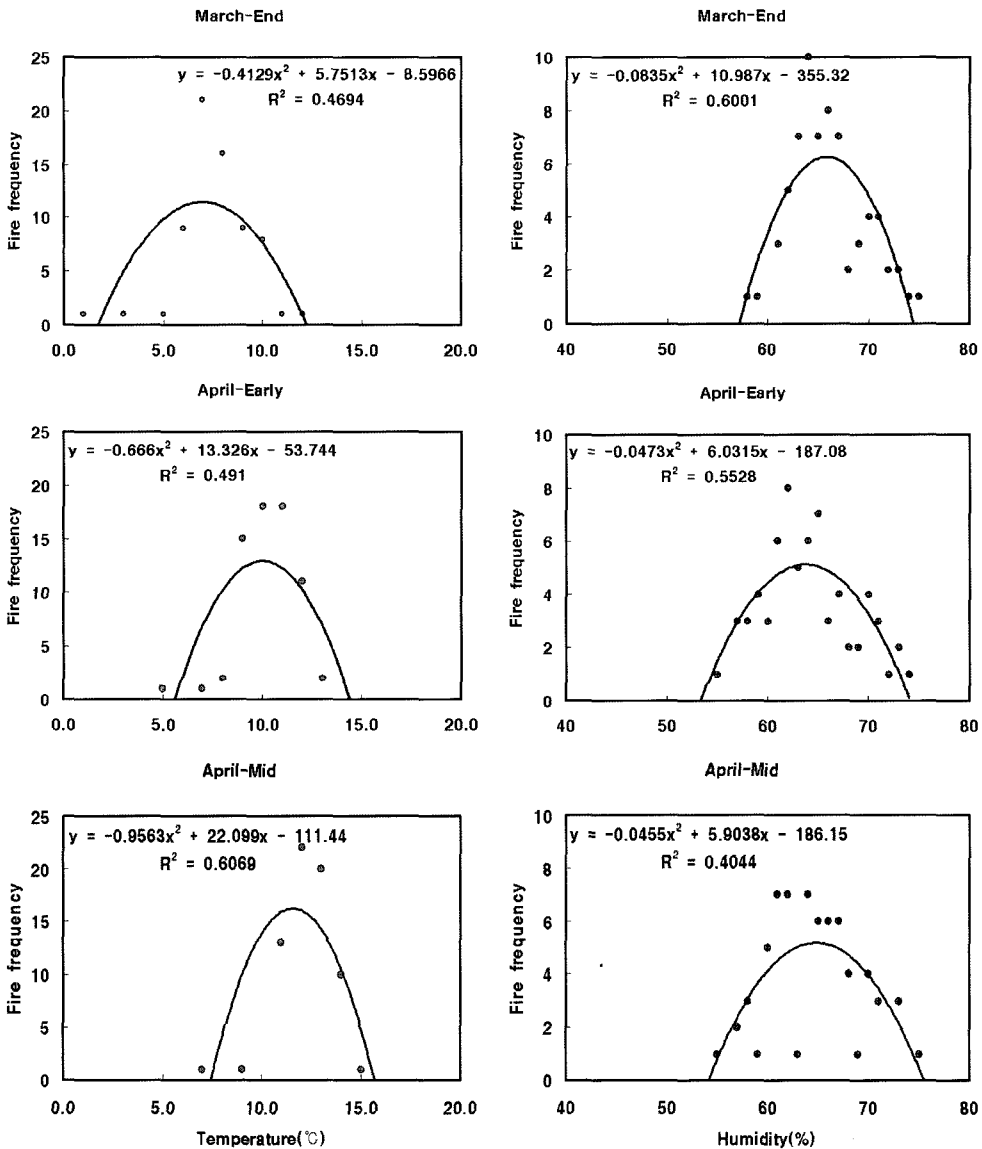 March-End
25
20
15
10
5
0
Fire frequency
y = -0.4129x² + 5.7513x - 8.5966
R² = 0.4694
0.0 5.0 10.0 15.0 20.0
March-End
10
8
6
4
2
0
Fire frequency
y = -0.0835x² + 10.987x - 355.32
R² = 0.6001
40 60 70 80
April-Early
25
20
15
10
5
0
Fire frequency
y = -0.666x² + 13.326x - 53.744
R² = 0.491
0.0 5.0 10.0 15.0 20.0
April-Early
10
8
6
4
2
0
Fire frequency
y = -0.0473x² + 6.0315x - 187.08
R² = 0.5528
40 60 70 80
April-Mid
25
20
15
10
5
0
Fire frequency
y = -0.9563x² + 22.099x - 111.44
R² = 0.6069
0.0 5.0 10.0 15.0 20.0
Temperature(℃)
April-Mid
10
8
6
4
2
0
Fire frequency
y = -0.0455x² + 5.9038x - 186.15
R² = 0.4044
40 60 70 80
Humidity(%)